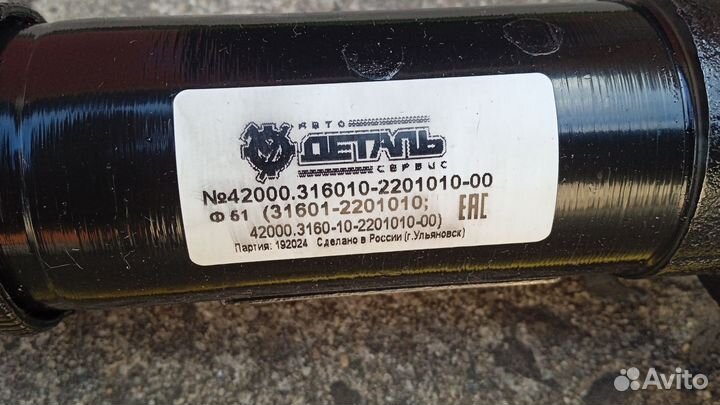 АВТО
ДЕТАЛЬ
СЕРВИС
№42000.316010-2201010-00
Ф 51 (31601-2201010;
42000.3160-10-2201010-00)
EAC
Партия: 192024 Сделано в России (г.Ульяновск)
Avito